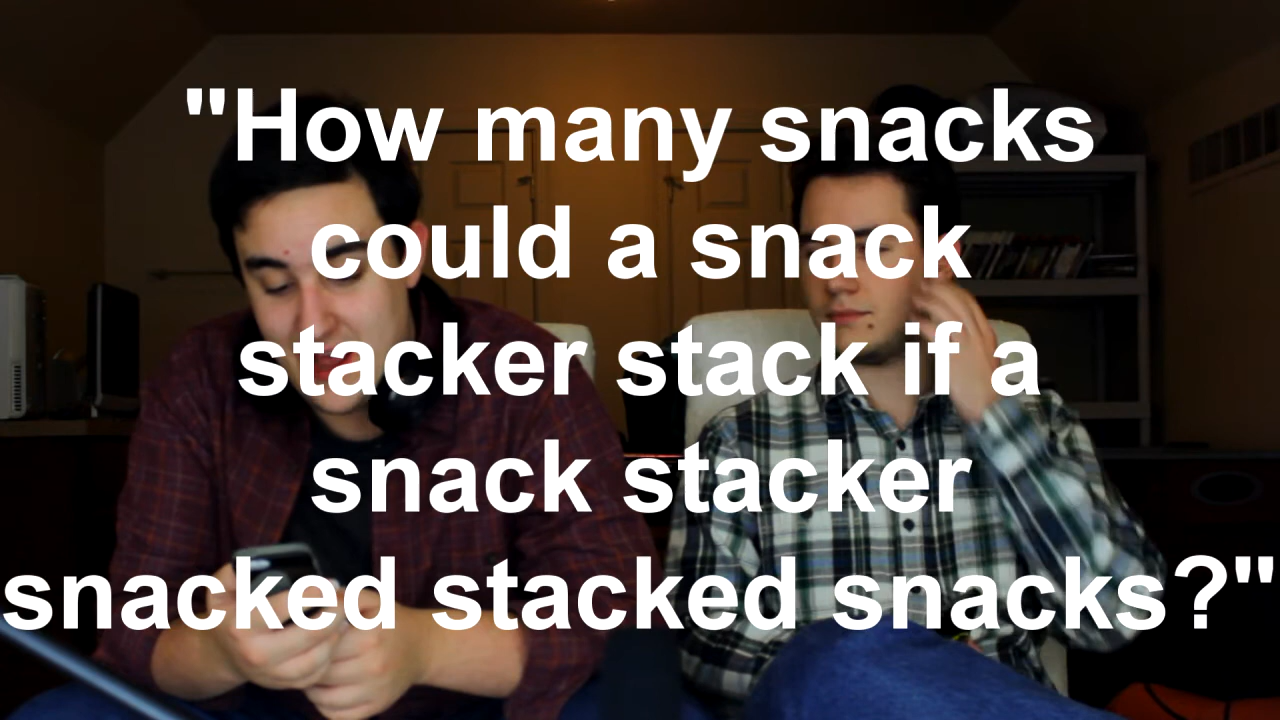 "How many snacks
could a snack
stacker stack if a
snack stacker
snacked stacked snacks?"